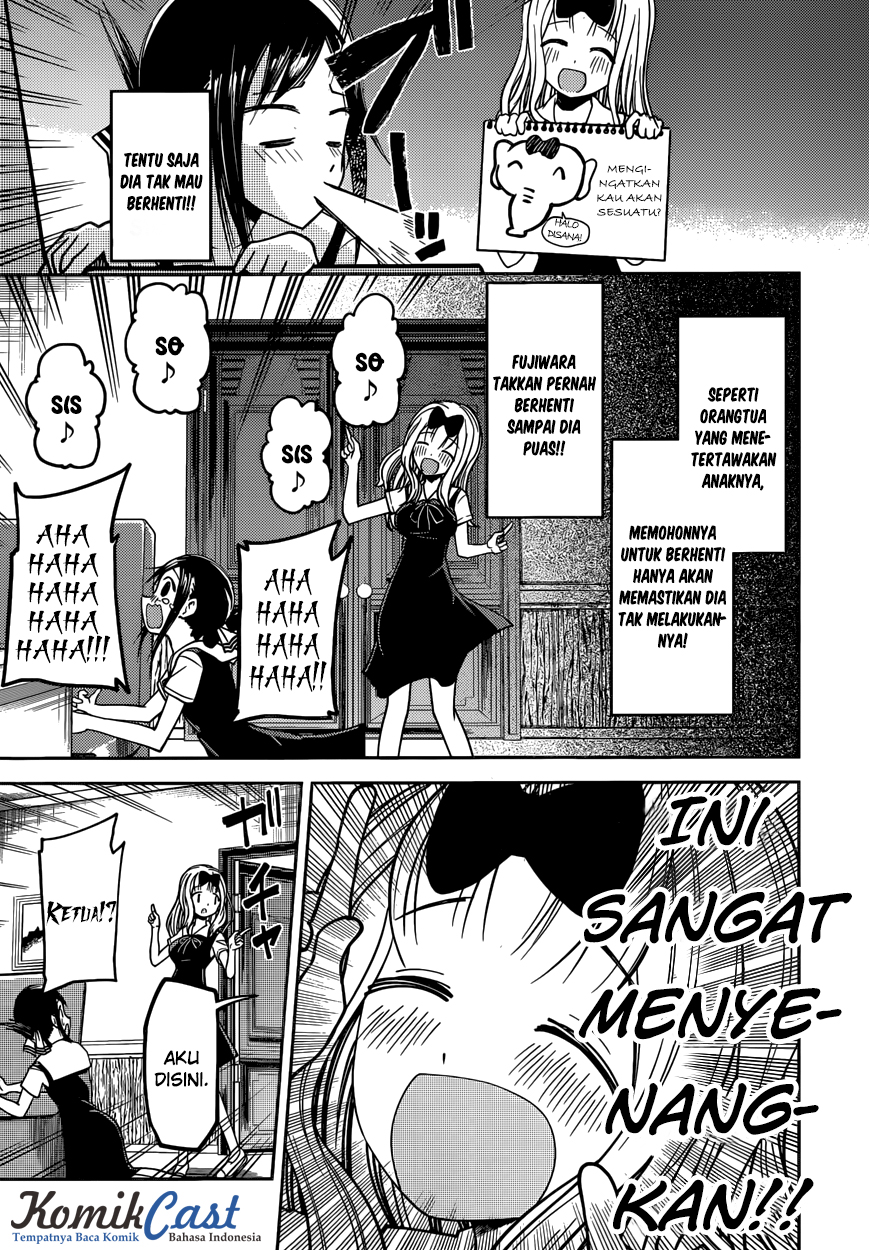 MENGI-
NGATKAN
KAU AKAN
SESUATU?
HALO
DISANA!
TENTU SAJA
DIA TAK MAU
BERHENTI!!
SEPERTI
ORANGTUA
YANG MENE-
TERTAWAKAN
ANAKNYA,
MEMOHONNYA
UNTUK BERHENTI
HANYA AKAN
MEMASTIKAN DIA
TAK MELAKUKAN-
NYA!
FUJIWARA
TAKKAN PERNAH
BERHENTI
SAMPAI DIA
PUAS!!
SO
♪
SIS
♪
SO
♪
SIS
♪
AHA
HAHA
HAHA
HAHA!!
AHA
HAHA
HAHA
HAHA
HAHA!!!
INI
SANGAT
MENYE-
NANG-
KAN!!
ガチャ
KETUA!?
AKU
DISINI.
KomikCast
Tempatnya Baca Komik Bahasa Indonesia